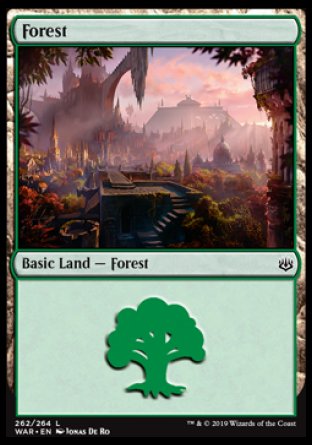 Forest
Basic Land — Forest
262/264 L
WAR • EN Jonas De Ro
™ & © 2019 Wizards of the Coast